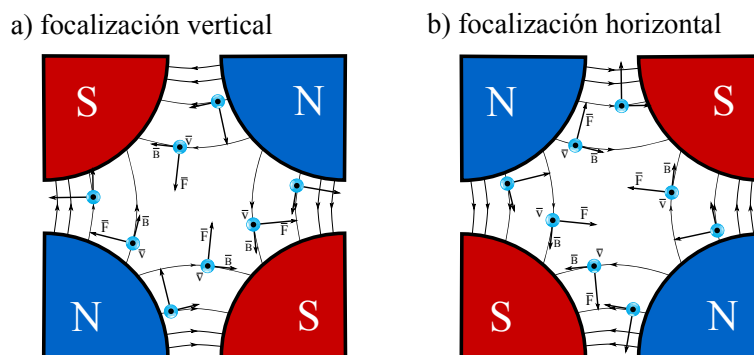 a) focalización vertical
b) focalización horizontal
S
N
N
S
N
S
S
N
B̅
v̅
F̅
F̅
B̅
v̅
v̅
F̅
B̅
F̅
v̅
B̅
F̅
v̅
B̅
B̅
F̅
v̅
v̅
F̅
B̅
v̅
B̅
F̅